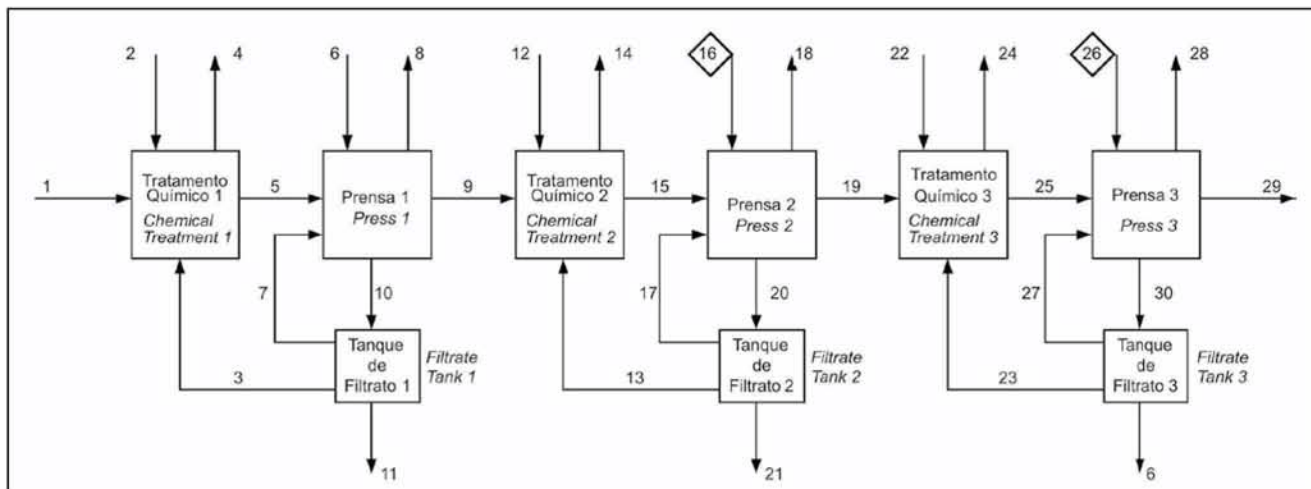 2
4
6
8
12
14
16
18
22
24
26
28
1
Tratamento
Químico 1
Chemical
Treatment 1
5
Prensa 1
Press 1
9
Tratamento
Químico 2
Chemical
Treatment 2
15
Prensa 2
Press 2
19
Tratamento
Químico 3
Chemical
Treatment 3
25
Prensa 3
Press 3
29
7
10
17
20
27
30
3
Tanque
de
Filtrato 1
Filtrate
Tank 1
13
Tanque
de
Filtrato 2
Filtrate
Tank 2
23
Tanque
de
Filtrato 3
Filtrate
Tank 3
11
21
6